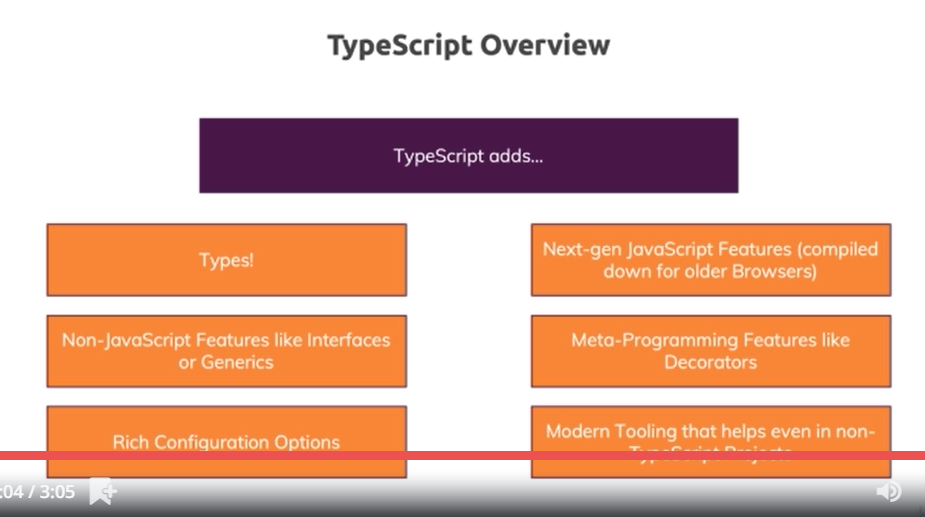 TypeScript Overview
TypeScript adds...
Types!
Next-gen JavaScript Features (compiled
down for older Browsers)
Non-JavaScript Features like Interfaces
or Generics
Meta-Programming Features like
Decorators
Rich Configuration Options
Modern Tooling that helps even in non-
TypeScript Projects
:04 / 3:05